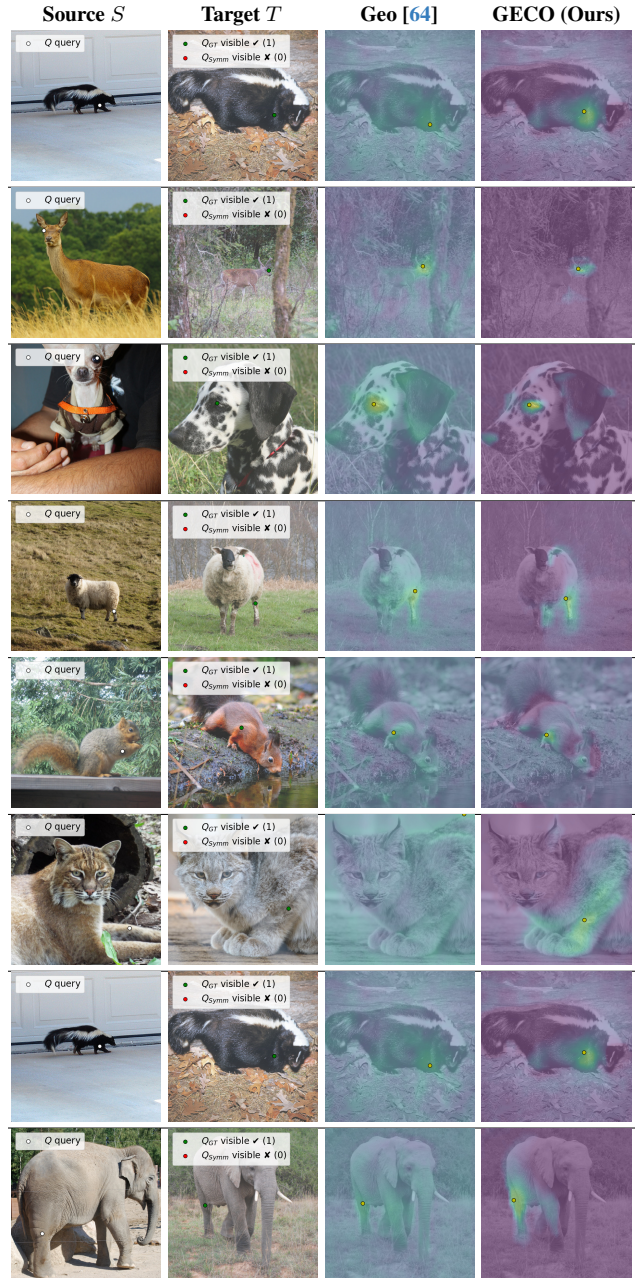 Source S Target T Geo [64] GECO (Ours)
Q query
Q_GT visible ✔ (1)
Q_Symm visible ✘ (0)
Q query
Q_GT visible ✔ (1)
Q_Symm visible ✘ (0)
Q query
Q_GT visible ✔ (1)
Q_Symm visible ✘ (0)
Q query
Q_GT visible ✔ (1)
Q_Symm visible ✘ (0)
Q query
Q_GT visible ✔ (1)
Q_Symm visible ✘ (0)
Q query
Q_GT visible ✔ (1)
Q_Symm visible ✘ (0)
Q query
Q_GT visible ✔ (1)
Q_Symm visible ✘ (0)
Q query
Q_GT visible ✔ (1)
Q_Symm visible ✘ (0)